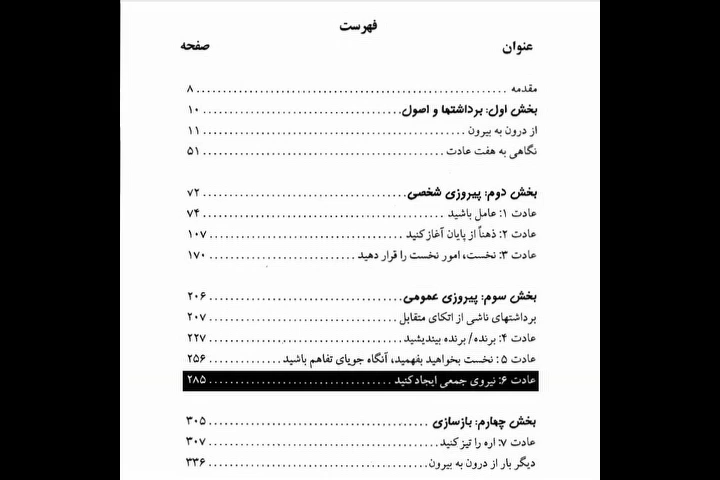 فهرست
عنوان صفحه
مقدمه ........ ۸
بخش اول: برداشتها و اصول ........ ۱۰
از درون به بیرون ........ ۱۱
نگاهی به هفت عادت ........ ۵۱
بخش دوم: پیروزی شخصی ........ ۷۲
عادت ۱: عامل باشید ........ ۷۴
عادت ۲: ذهناً از پایان آغاز کنید ........ ۱۰۷
عادت ۳: نخست، امور نخست را قرار دهید ........ ۱۷۰
بخش سوم: پیروزی عمومی ........ ۲۰۶
برداشتهای ناشی از اتکای متقابل ........ ۲۰۷
عادت ۴: برنده/ برنده بیندیشید ........ ۲۲۷
عادت ۵: نخست بخواهید بفهمید، آنگاه جویای تفاهم باشید ........ ۲۵۶
عادت ۶: نیروی جمعی ایجاد کنید ........ ۲۸۵
بخش چهارم: بازسازی ........ ۳۰۵
عادت ۷: اره را تیز کنید ........ ۳۰۷
دیگر بار از درون به بیرون ........ ۳۳۶